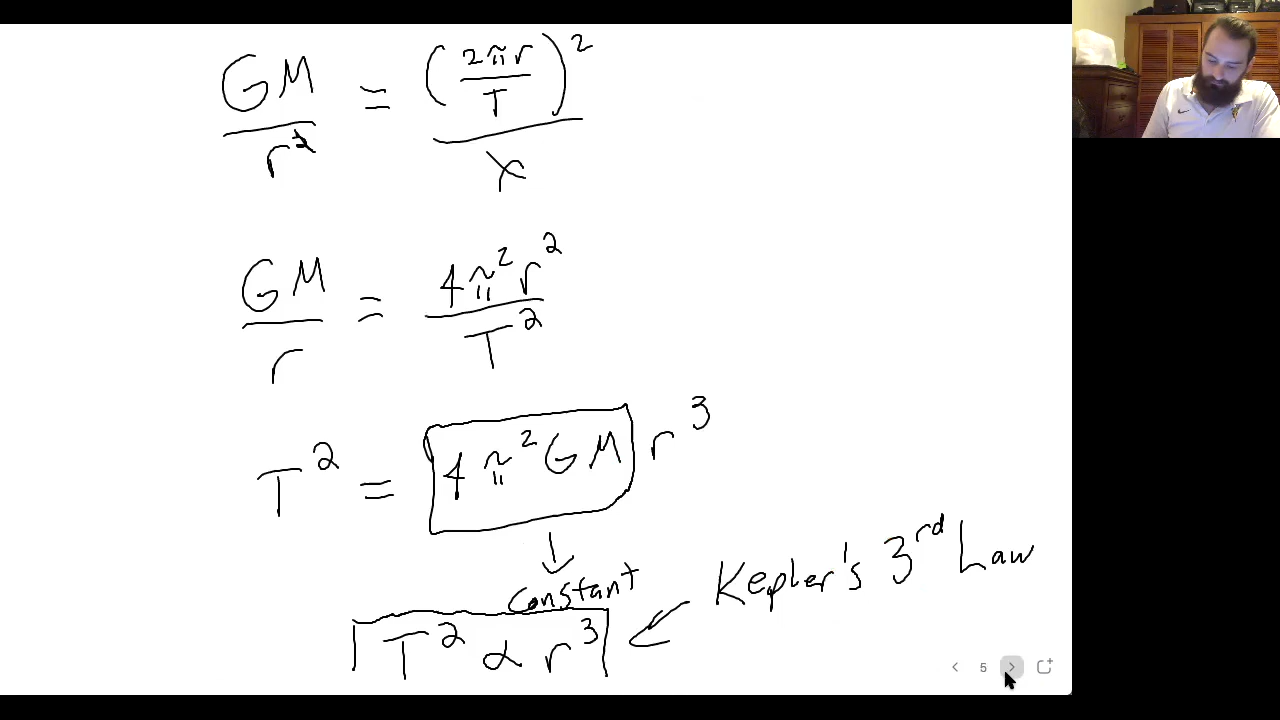 GM/r² = (2πr/T)²/r
GM/r = 4π²r²/T²
T² = 4π²GM r³
constant
Kepler's 3rd Law
T² ∝ r³
5